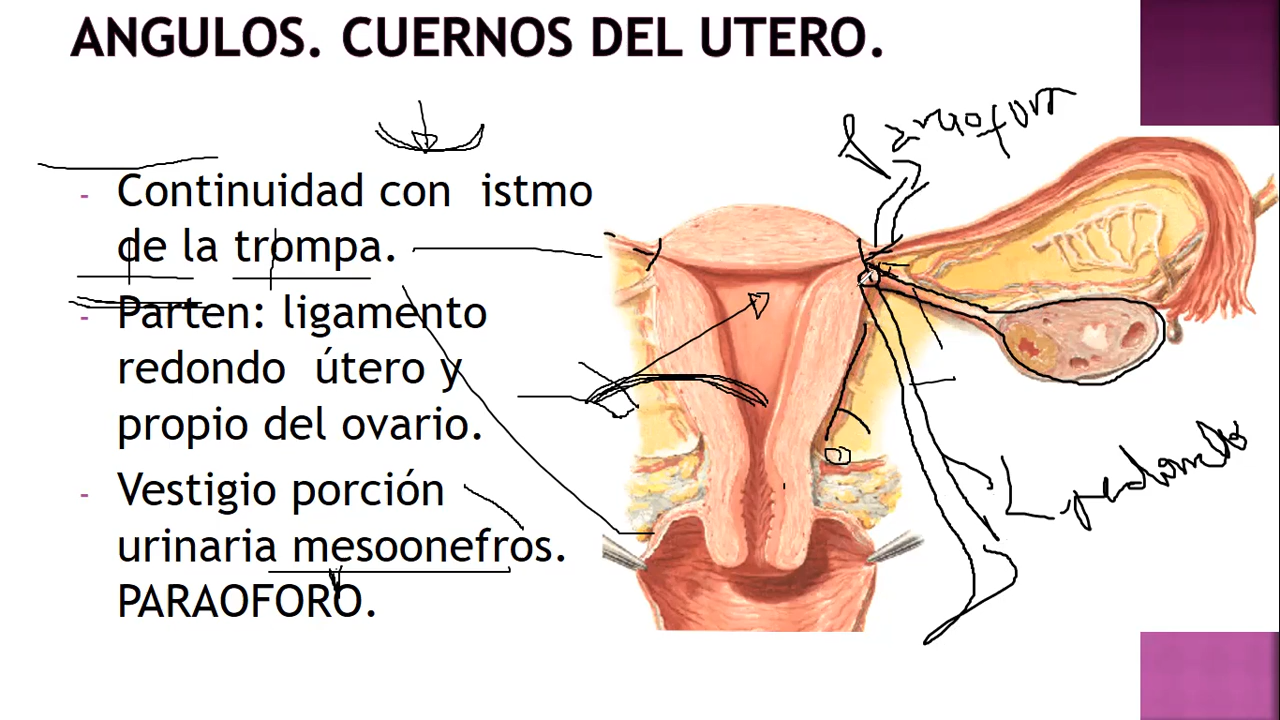 ANGULOS. CUERNOS DEL UTERO.
- Continuidad con istmo
de la trompa.
- Parten: ligamento
redondo útero y
propio del ovario.
- Vestigio porción
urinaria mesoonefros.
PARAOFORO.